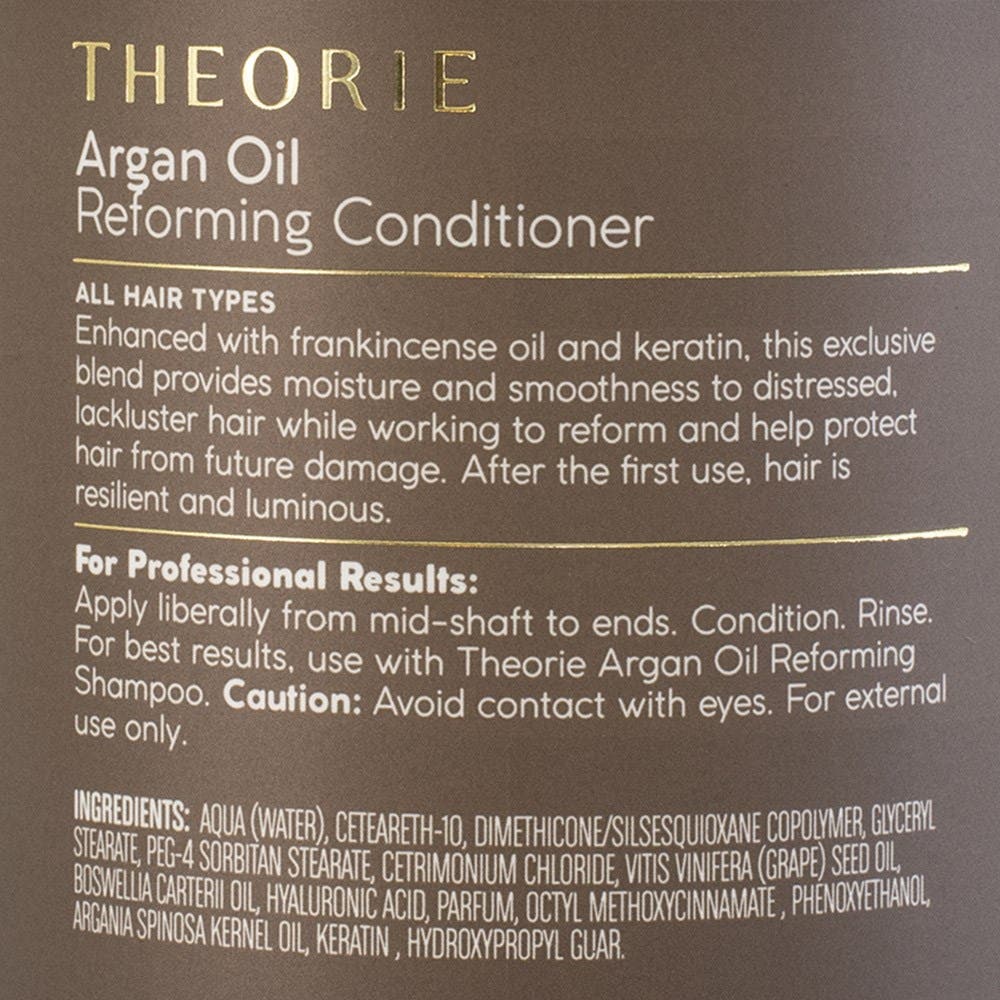 THEORIE
Argan Oil
Reforming Conditioner
ALL HAIR TYPES
Enhanced with frankincense oil and keratin, this exclusive
blend provides moisture and smoothness to distressed,
lackluster hair while working to reform and help protect
hair from future damage. After the first use, hair is
resilient and luminous.
For Professional Results:
Apply liberally from mid-shaft to ends. Condition. Rinse.
For best results, use with Theorie Argan Oil Reforming
Shampoo. Caution: Avoid contact with eyes. For external
use only.
INGREDIENTS: AQUA (WATER), CETEARETH-10, DIMETHICONE/SILSESQUIOXANE COPOLYMER, GLYCERYL
STEARATE, PEG-4 SORBITAN STEARATE, CETRIMONIUM CHLORIDE, VITIS VINIFERA (GRAPE) SEED OIL,
BOSWELLIA CARTERII OIL, HYALURONIC ACID, PARFUM, OCTYL METHOXYCINNAMATE , PHENOXYETHANOL,
ARGANIA SPINOSA KERNEL OIL, KERATIN , HYDROXYPROPYL GUAR.